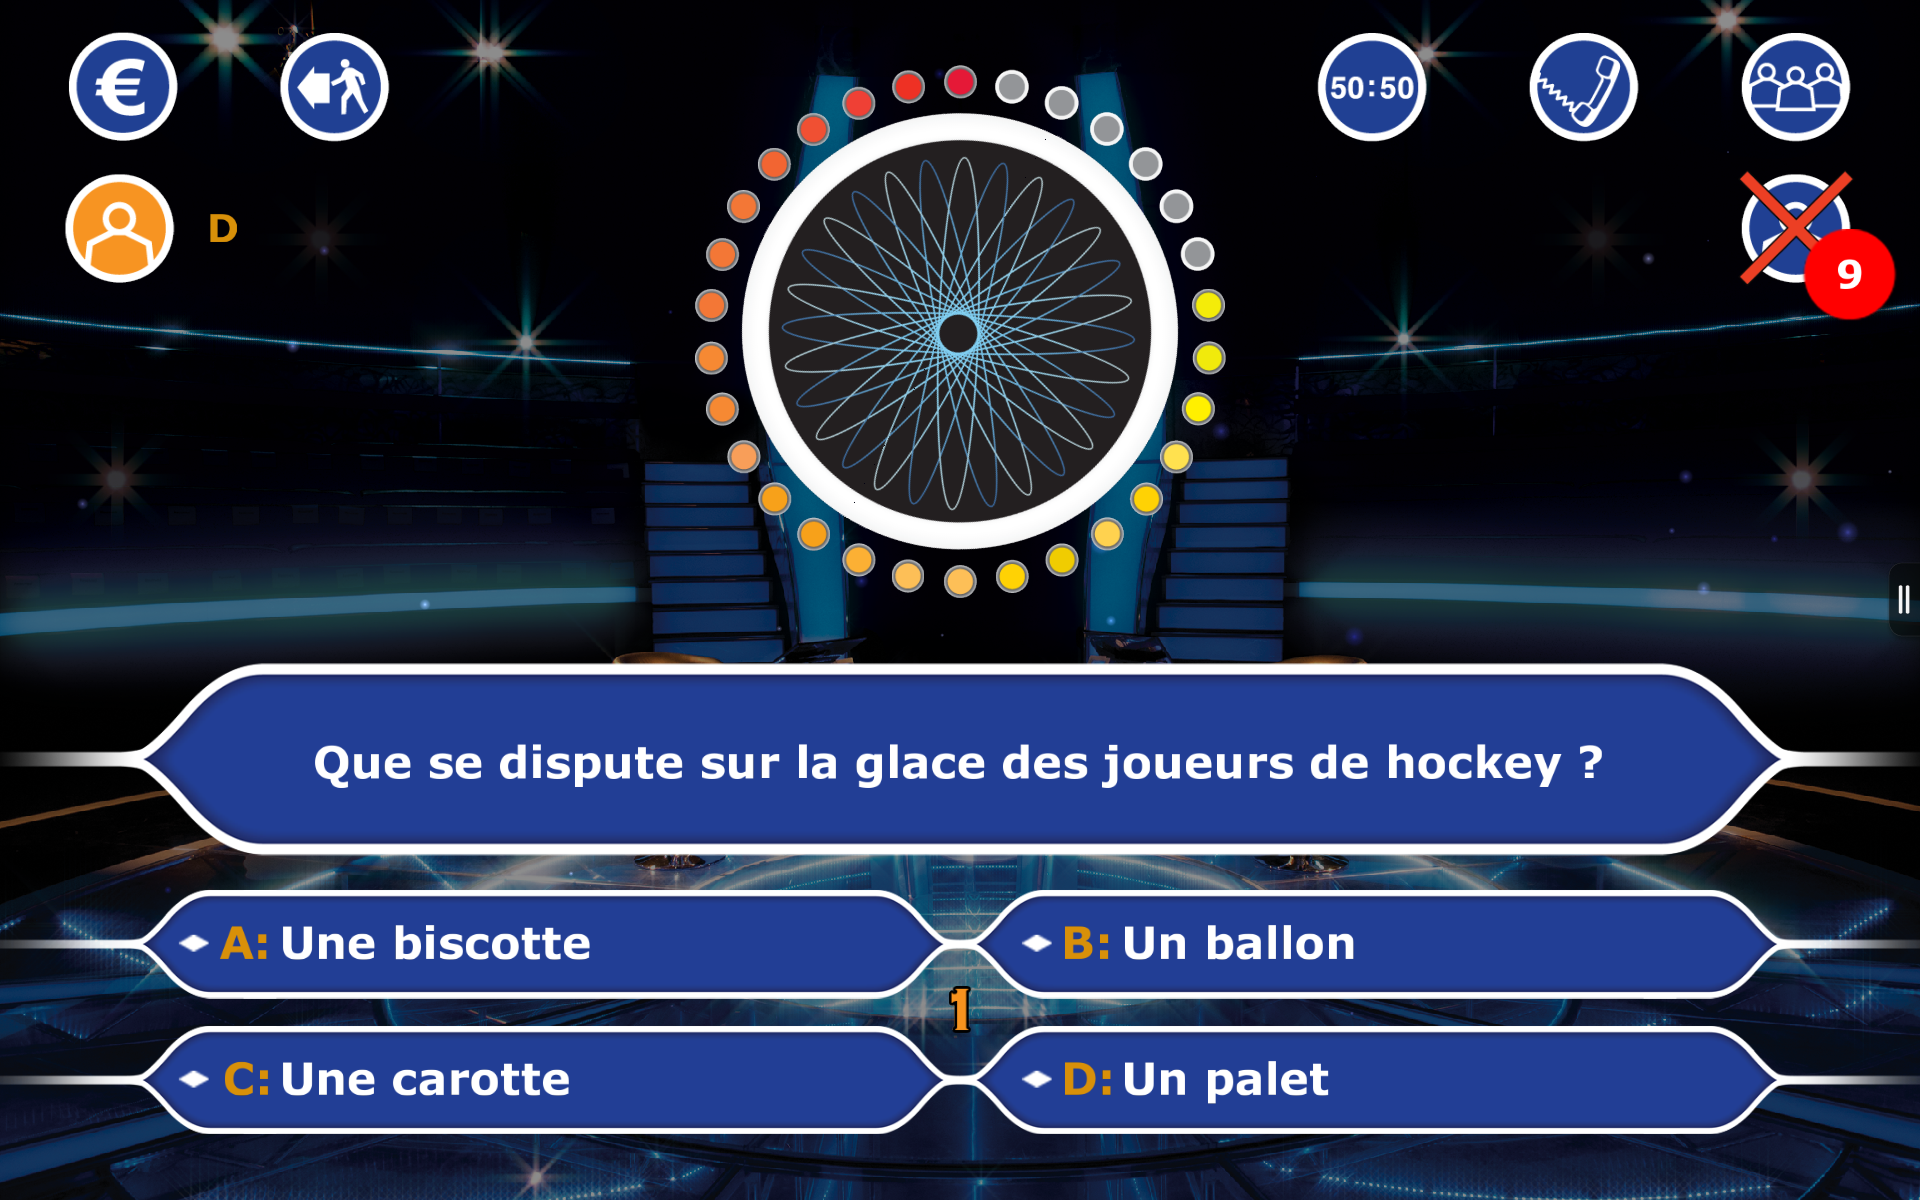 €
50:50
D
9
Que se dispute sur la glace des joueurs de hockey ?
A: Une biscotte
B: Un ballon
1
C: Une carotte
D: Un palet